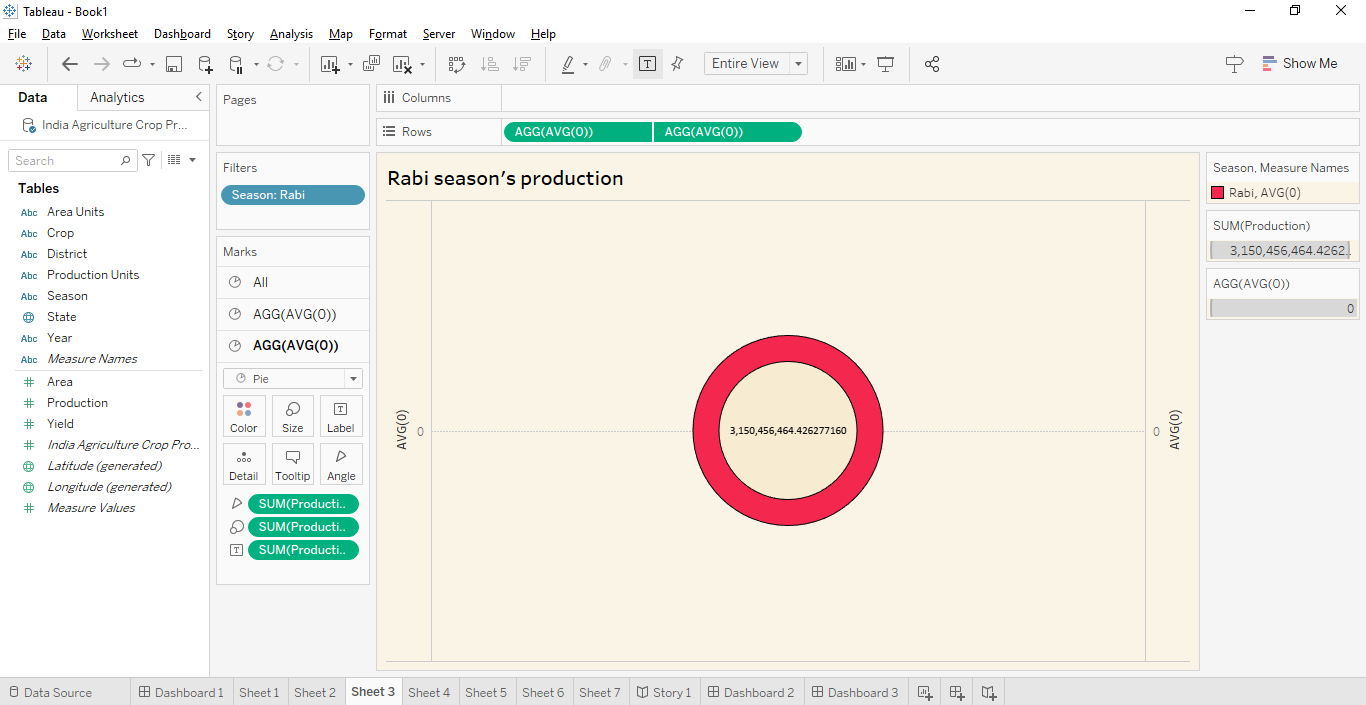 Tableau - Book1
File Data Worksheet Dashboard Story Analysis Map Format Server Window Help
Entire View
Show Me
Data Analytics
India Agriculture Crop Pr...
Search
Tables
Abc Area Units
Abc Crop
Abc District
Abc Production Units
Abc Season
State
Abc Year
Abc Measure Names
# Area
# Production
# Yield
# India Agriculture Crop Pro...
Latitude (generated)
Longitude (generated)
# Measure Values
Pages
Filters
Season: Rabi
Marks
All
AGG(AVG(0))
AGG(AVG(0))
Pie
Color Size Label
Detail Tooltip Angle
SUM(Producti..
SUM(Producti..
SUM(Producti..
Columns
Rows AGG(AVG(0)) AGG(AVG(0))
Rabi season's production
AVG(0)
0
3,150,456,464.426277160
0
AVG(0)
Season, Measure Names
Rabi, AVG(0)
SUM(Production)
3,150,456,464.4262..
AGG(AVG(0))
0
Data Source Dashboard 1 Sheet 1 Sheet 2 Sheet 3 Sheet 4 Sheet 5 Sheet 6 Sheet 7 Story 1 Dashboard 2 Dashboard 3